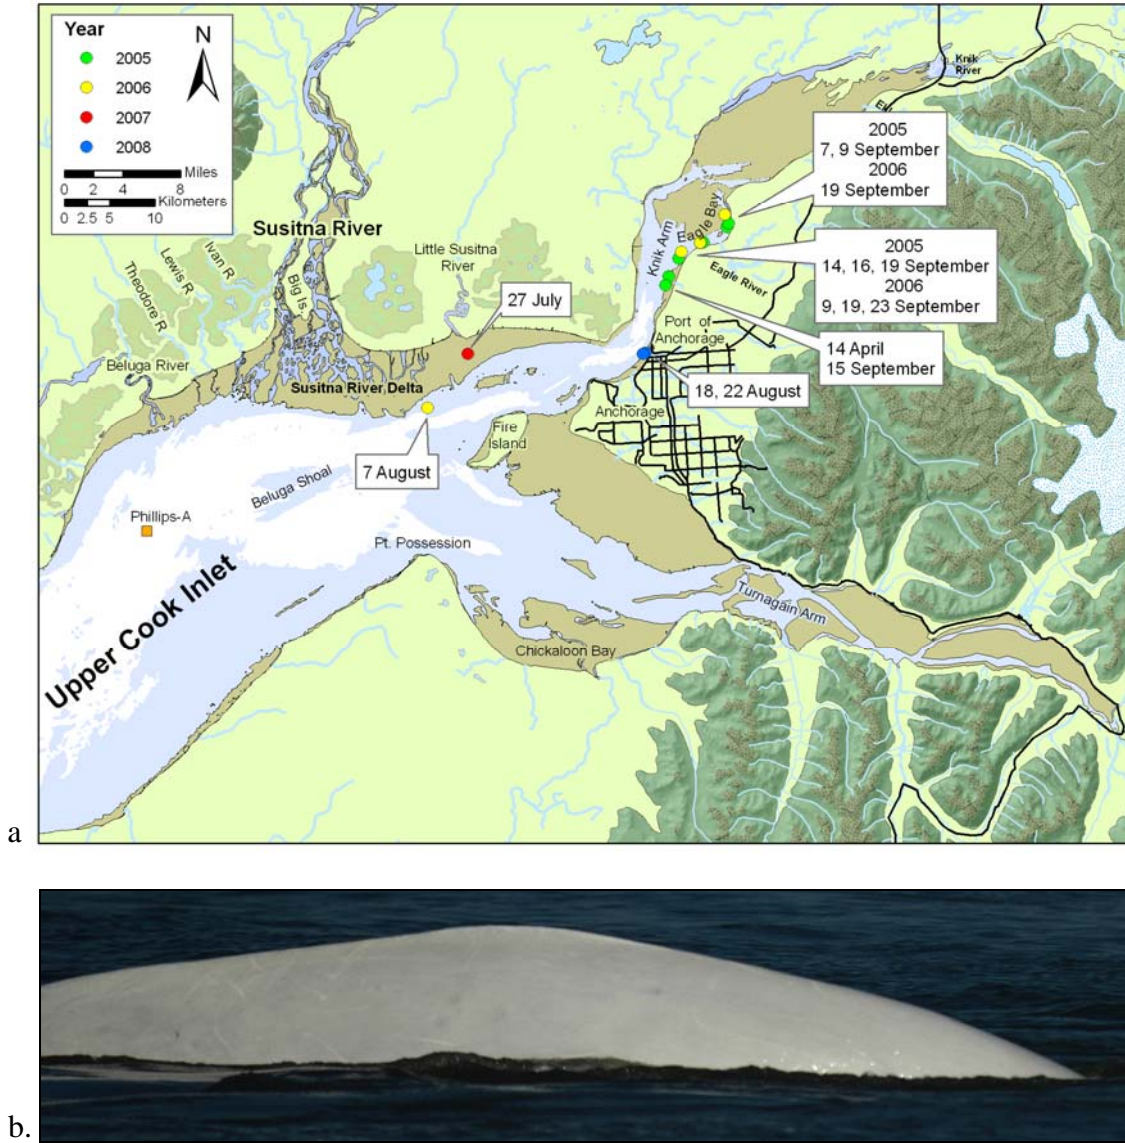 Year
2005
2006
2007
2008
N
Miles
0 2 4 8
Kilometers
0 2.5 5 10
Knik
River
2005
7, 9 September
2006
19 September
Susitna River
Ivan R
Lewis R
Theodore R
Big Is.
Little Susitna
River
Knik Arm
Eagle Bay
Eagle River
2005
14, 16, 19 September
2006
9, 19, 23 September
27 July
Port of
Anchorage
14 April
15 September
Beluga River
Susitna River Delta
18, 22 August
Anchorage
Fire
Island
7 August
Beluga Shoal
Phillips-A
Pt. Possession
Upper Cook Inlet
Turnagain Arm
Chickaloon Bay
a
b.